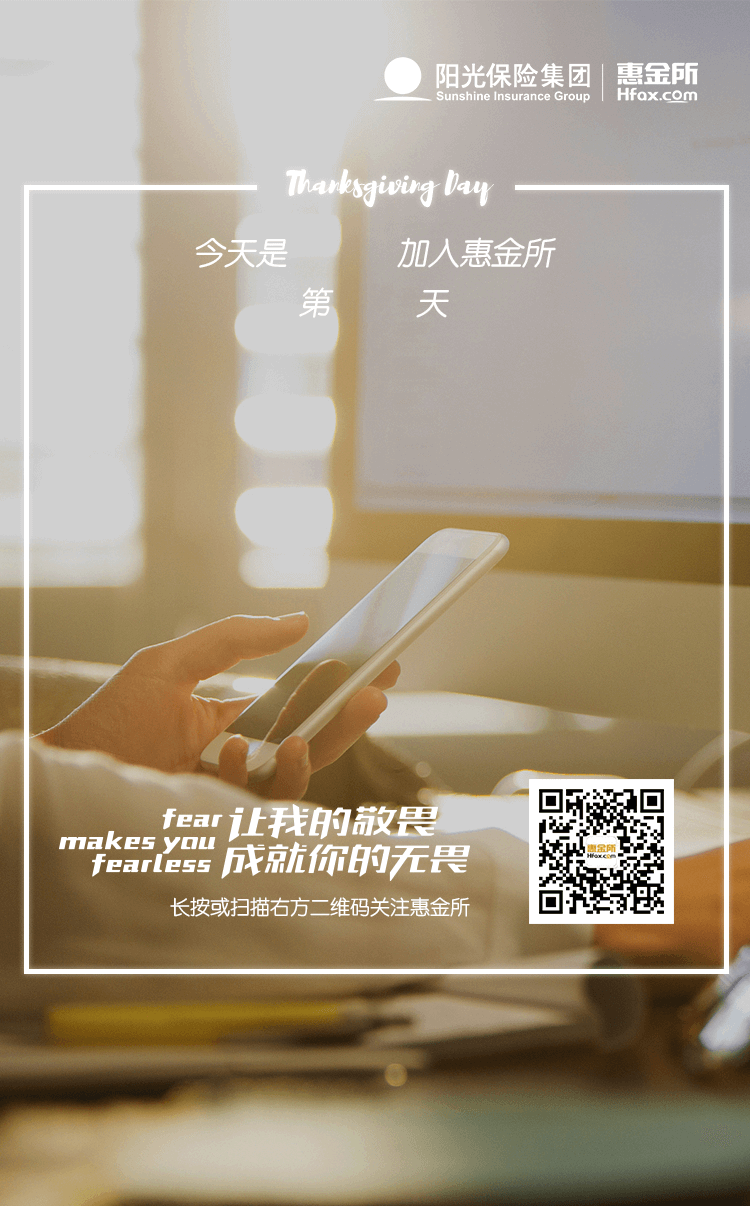 阳光保险集团
Sunshine Insurance Group
惠金所
Hfax.com
Thanksgiving Day
今天是 加入惠金所
第 天
fear
makes you
fearless
让我的敬畏
成就你的无畏
长按或扫描右方二维码关注惠金所
惠金所
Hfax.com